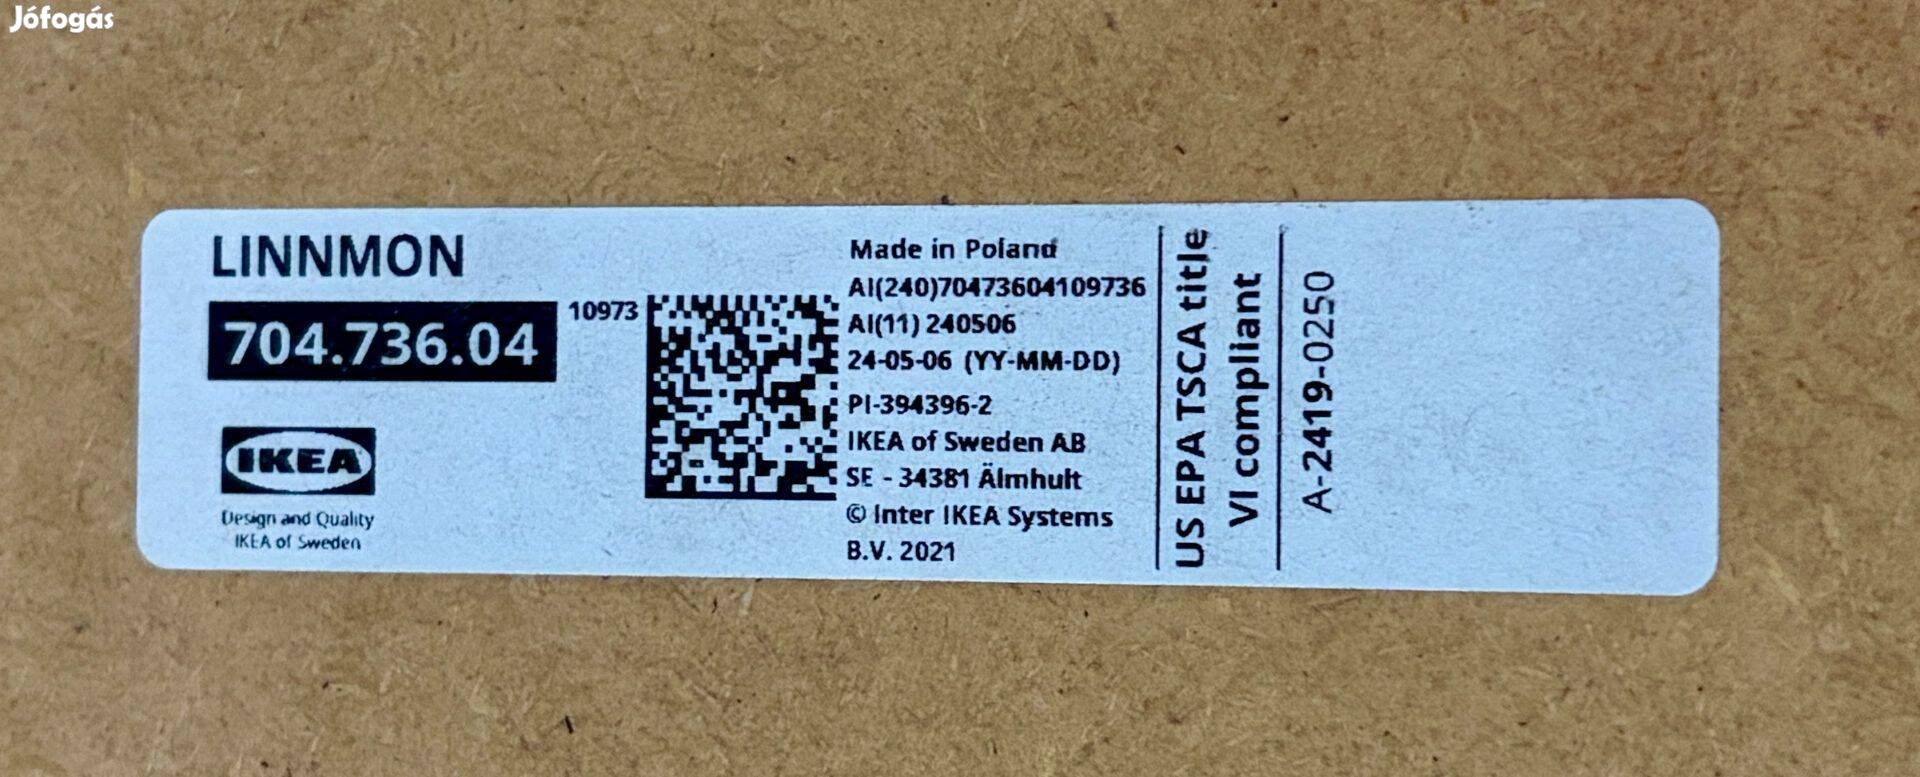 Jófogás
LINNMON
704.736.04
10973
IKEA
Design and Quality
IKEA of Sweden
Made in Poland
AI(240)70473604109736
AI(11) 240506
24-05-06 (YY-MM-DD)
PI-394396-2
IKEA of Sweden AB
SE - 34381 Älmhult
© Inter IKEA Systems
B.V. 2021
US EPA TSCA title
VI compliant
A-2419-0250